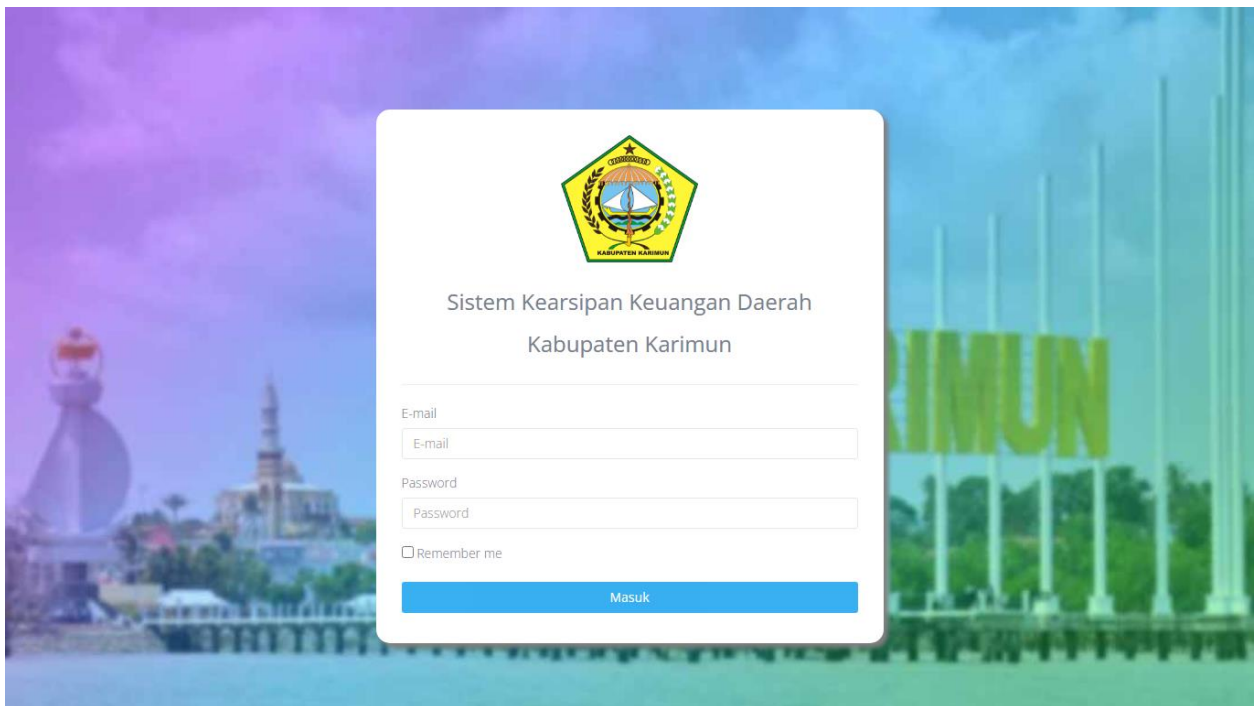 KABUPATEN KARIMUN
Sistem Kearsipan Keuangan Daerah
Kabupaten Karimun
RIMUN
E-mail
E-mail
Password
Password
Remember me
Masuk